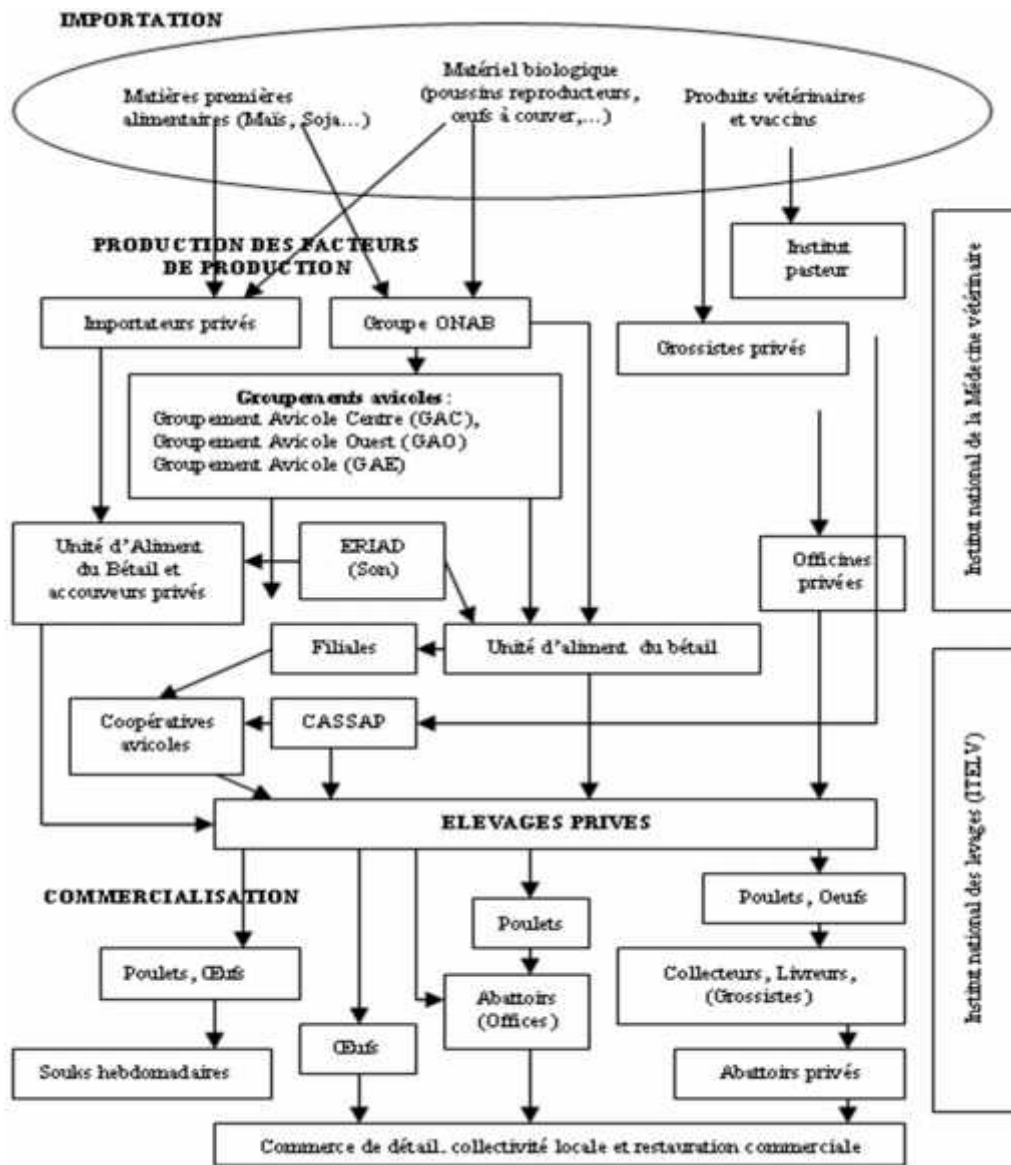 IMPORTATION
Matières premières
alimentaires (Maïs, Soja...)
Matériel biologique
(poussins reproducteurs,
œufs à couver,...)
Produits vétérinaires
et vaccins
PRODUCTION DES FACTEURS
DE PRODUCTION
Institut
pasteur
Importateurs privés
Groupe ONAB
Grossistes privés
Groupements avicoles :
Groupement Avicole Centre (GAC),
Groupement Avicole Ouest (GAO)
Groupement Avicole (GAE)
Unité d'Aliment
du Bétail et
accouveurs privés
ERIAD
(Son)
Officines
privées
Filiales
Unité d'aliment du bétail
Coopératives
avicoles
CASSAP
ELEVAGES PRIVES
COMMERCIALISATION
Poulets, Œufs
Souks hebdomadaires
Œufs
Poulets
Abattoirs
(Offices)
Poulets, Oeufs
Collecteurs, Livreurs,
(Grossistes)
Abattoirs privés
Commerce de détail. collectivité locale et restauration commerciale
Institut national de la Médecine vétérinaire
Institut national des levages (ITELV)